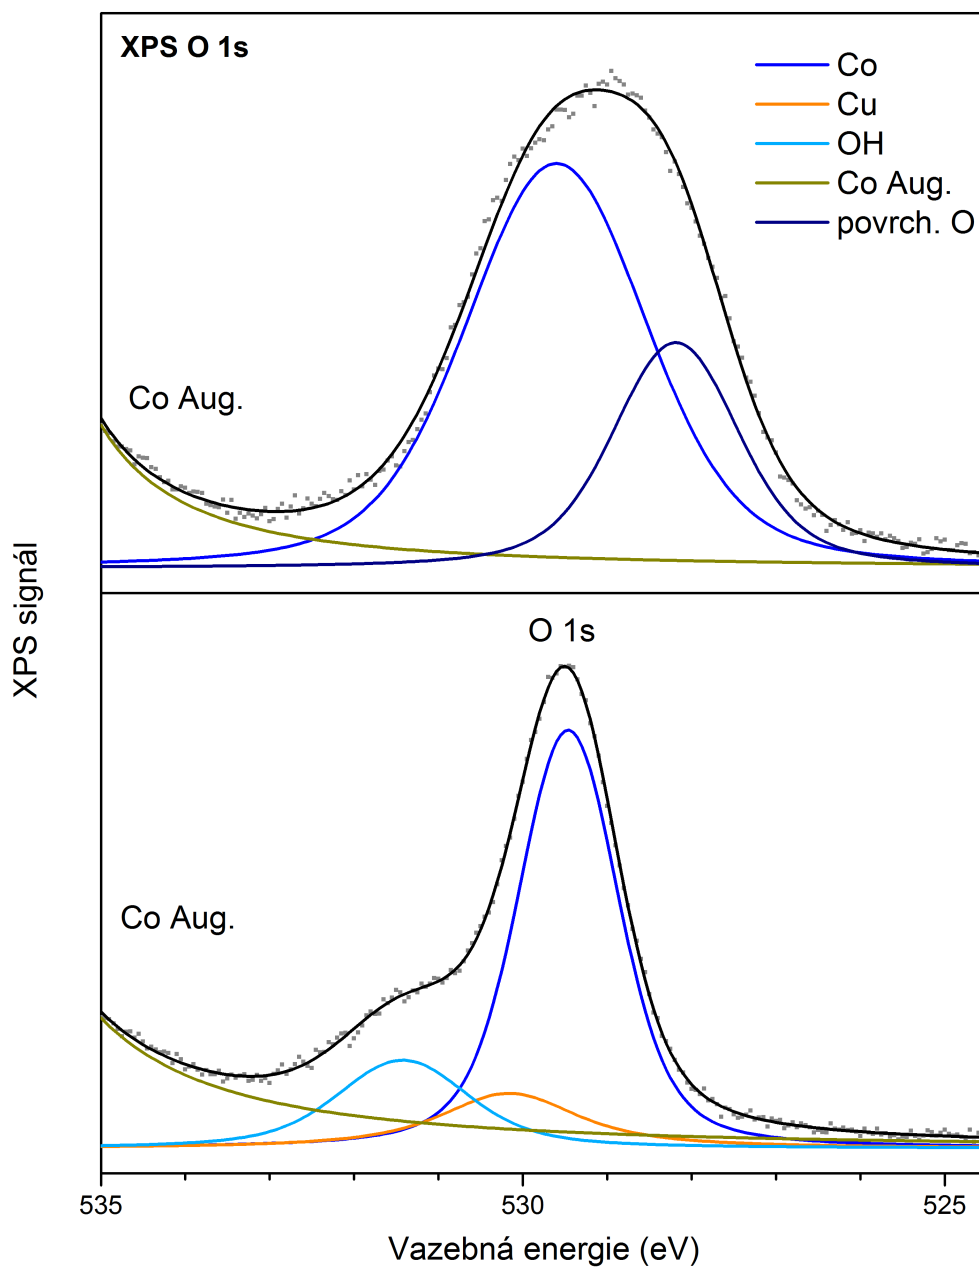 XPS O 1s
Co
Cu
OH
Co Aug.
povrch. O
Co Aug.
XPS signál
O 1s
Co Aug.
535
530
525
Vazebná energie (eV)